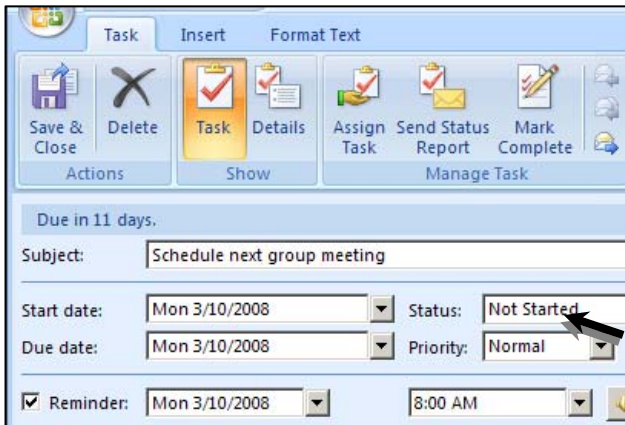 Task Insert Format Text
Save & Close Delete Task Details Assign Task Send Status Report Mark Complete
Actions Show Manage Task
Due in 11 days.
Subject: Schedule next group meeting
Start date: Mon 3/10/2008 Status: Not Started
Due date: Mon 3/10/2008 Priority: Normal
Reminder: Mon 3/10/2008 8:00 AM